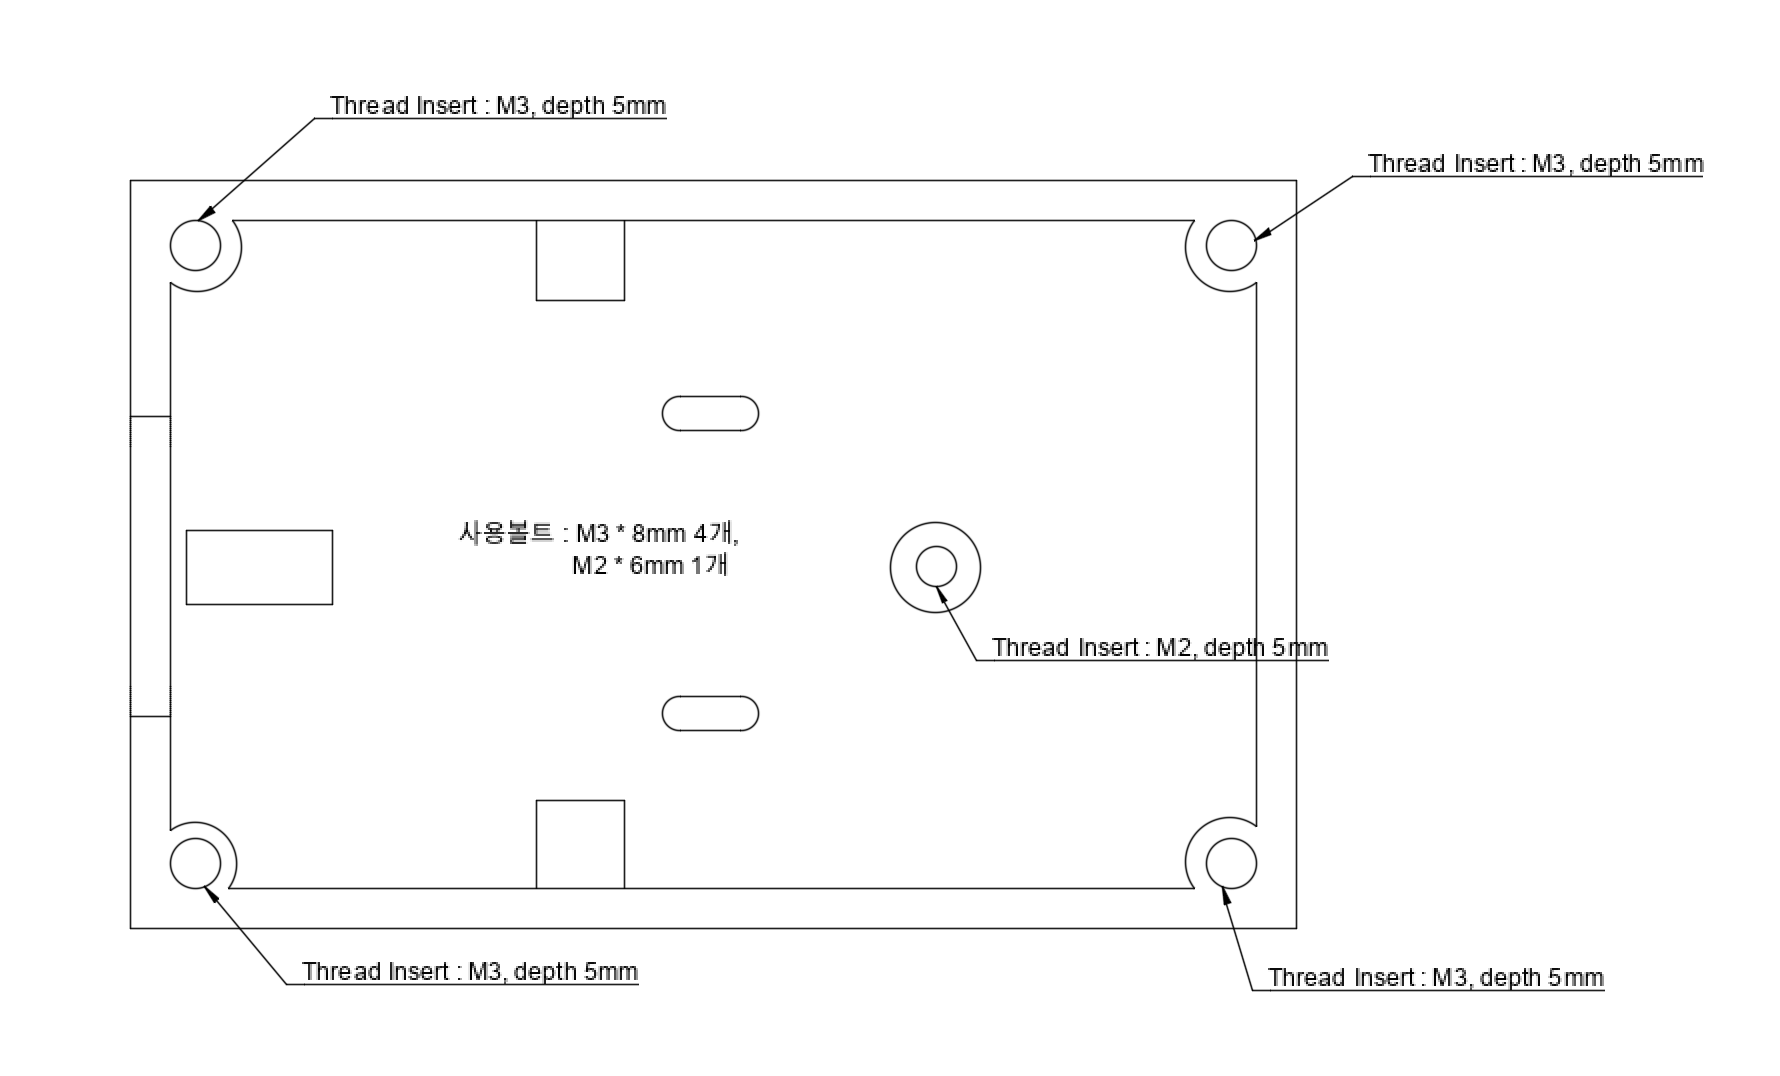 Thread Insert : M3, depth 5mm
Thread Insert : M3, depth 5mm
사용볼트 : M3 * 8mm 4개,
M2 * 6mm 1개
Thread Insert : M2, depth 5mm
Thread Insert : M3, depth 5mm
Thread Insert : M3, depth 5mm